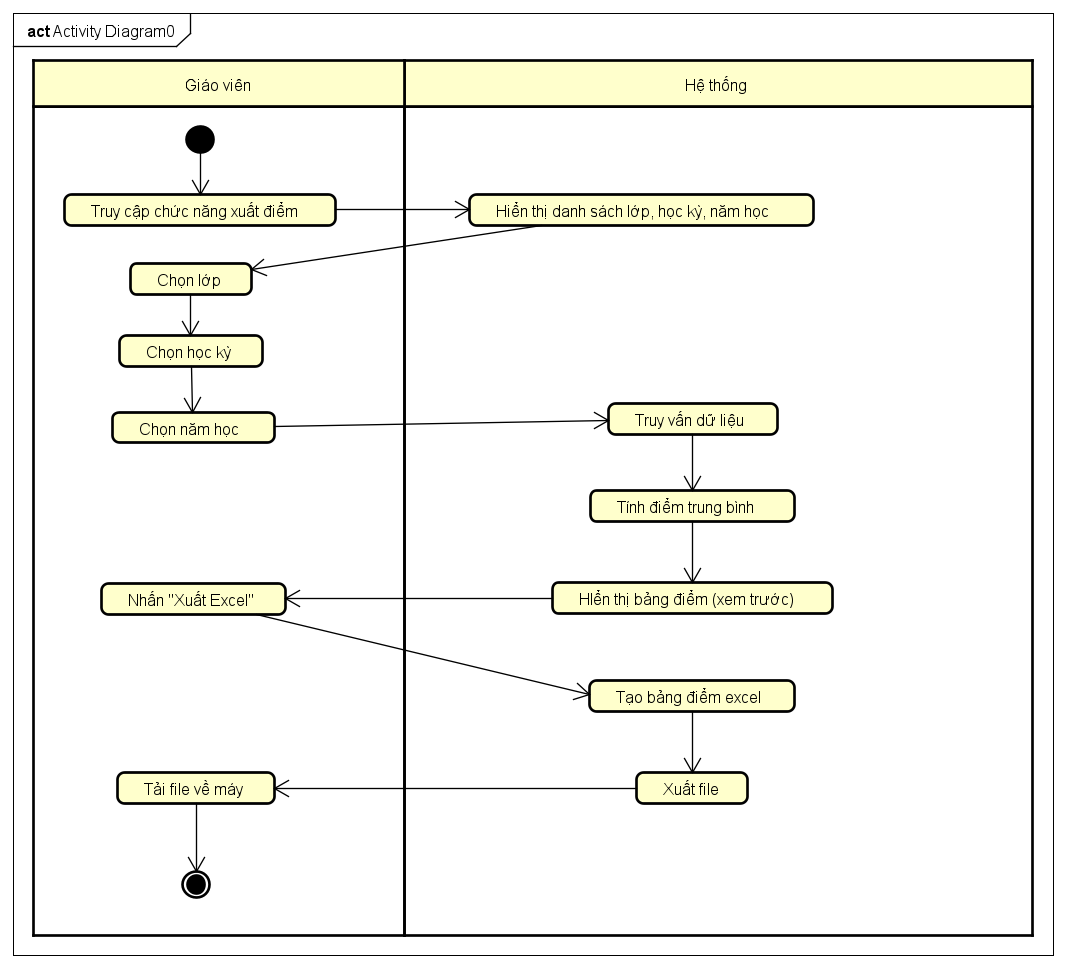 act Activity Diagram0
Giáo viên
Hệ thống
Truy cập chức năng xuất điểm
Hiển thị danh sách lớp, học kỳ, năm học
Chọn lớp
Chọn học kỳ
Chọn năm học
Truy vấn dữ liệu
Tính điểm trung bình
Nhấn "Xuất Excel"
HIển thị bảng điểm (xem trước)
Tạo bảng điểm excel
Tải file về máy
Xuất file